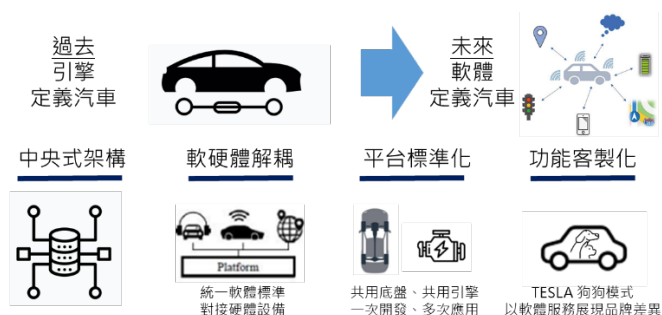 過去
引擎
定義汽車
未來
軟體
定義汽車
中央式架構
軟硬體解耦
平台標準化
功能客製化
Platform
統一軟體標準
對接硬體設備
共用底盤、共用引擎
一次開發、多次應用
TESLA 狗狗模式
以軟體服務展現品牌差異